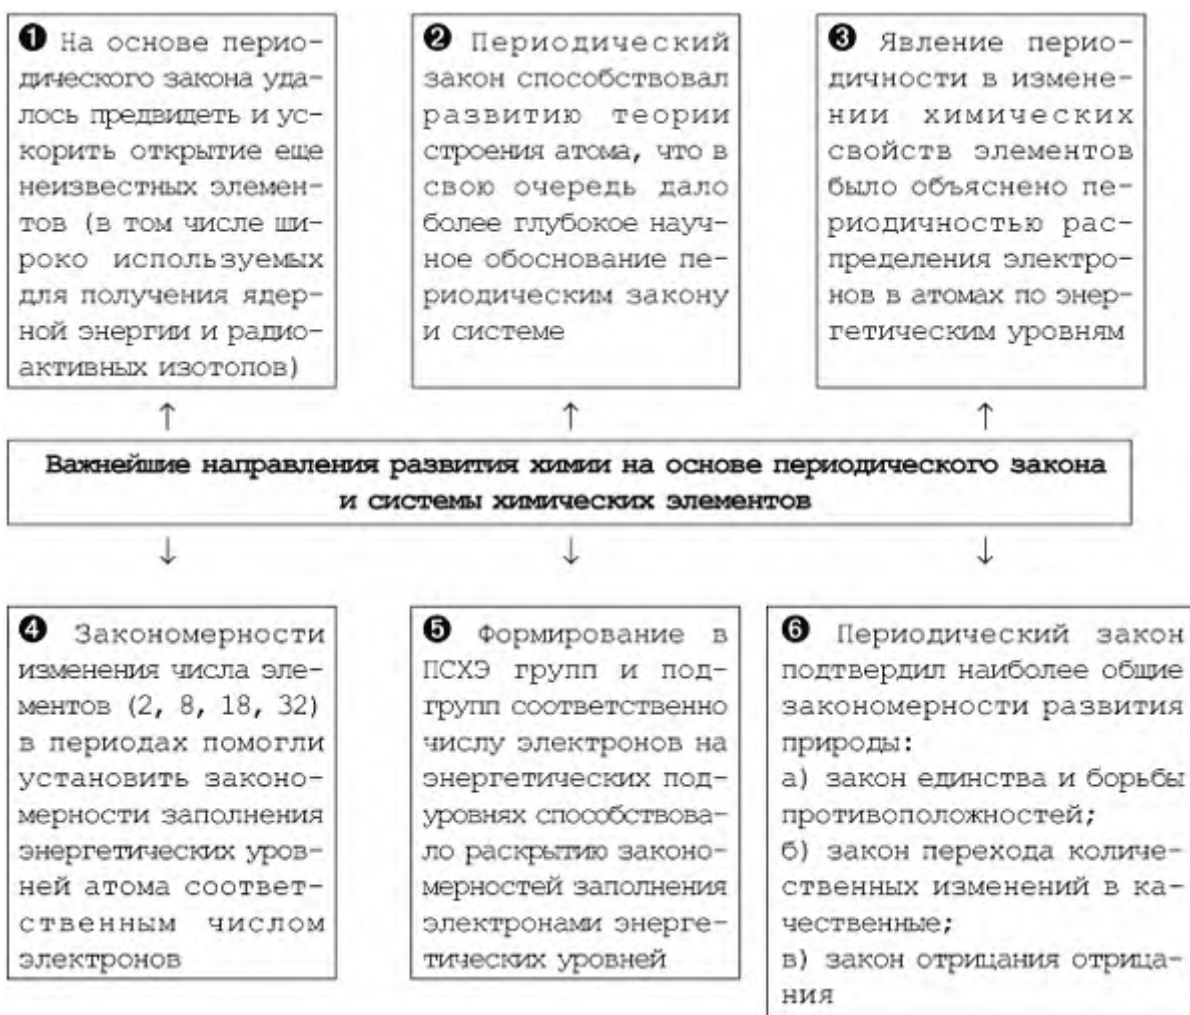 ❶ На основе перио-
дического закона уда-
лось предвидеть и ус-
корить открытие еще
неизвестных элемен-
тов (в том числе ши-
роко используемых
для получения ядер-
ной энергии и радио-
активных изотопов)
❷ Периодический
закон способствовал
развитию теории
строения атома, что в
свою очередь дало
более глубокое науч-
ное обоснование пе-
риодическим закону
и системе
❸ Явление перио-
дичности в измене-
нии химических
свойств элементов
было объяснено пе-
риодичностью рас-
пределения электро-
нов в атомах по энер-
гетическим уровням
Важнейшие направления развития химии на основе периодического закона
и системы химических элементов
❹ Закономерности
изменения числа эле-
ментов (2, 8, 18, 32)
в периодах помогли
установить законо-
мерности заполнения
энергетических уров-
ней атома соответ-
ственным числом
электронов
❺ Формирование в
ПСХЭ групп и под-
групп соответственно
числу электронов на
энергетических под-
уровнях способствова-
ло раскрытию законо-
мерностей заполнения
электронами энерге-
тических уровней
❻ Периодический закон
подтвердил наиболее общие
закономерности развития
природы:
а) закон единства и борьбы
противоположностей;
б) закон перехода количе-
ственных изменений в ка-
чественные;
в) закон отрицания отрица-
ния